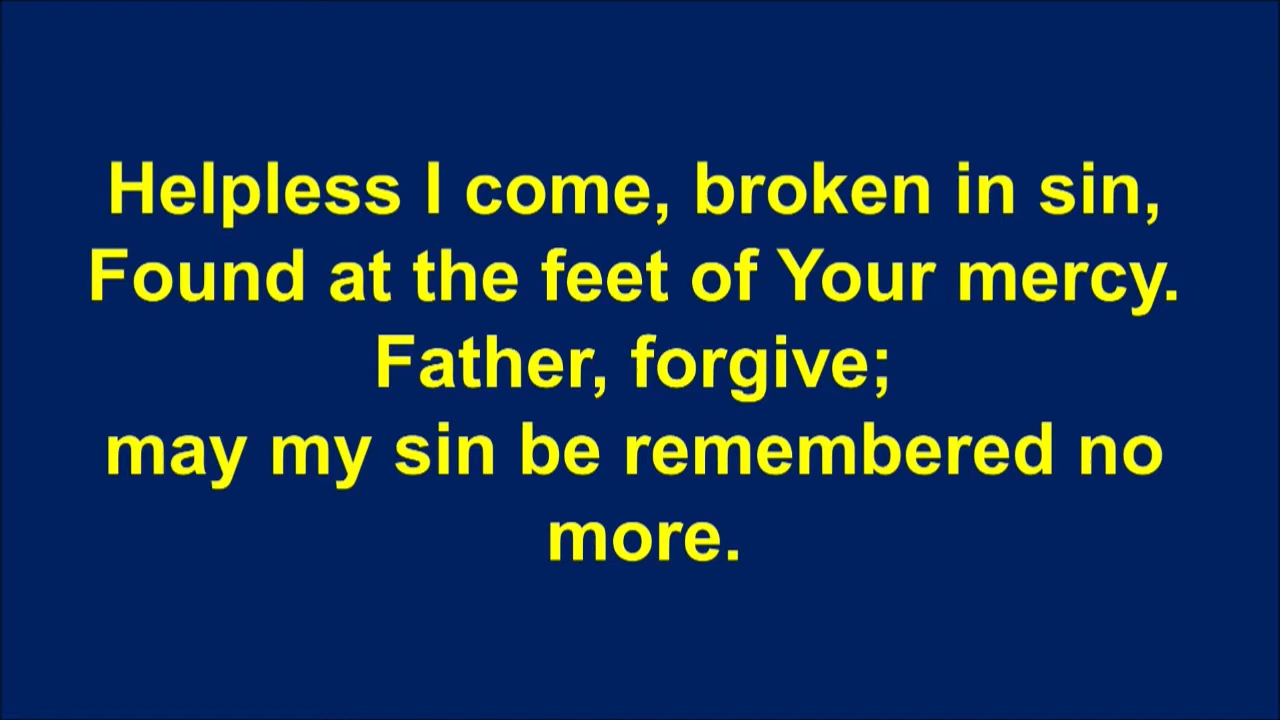 Helpless I come, broken in sin,
Found at the feet of Your mercy.
Father, forgive;
may my sin be remembered no
more.